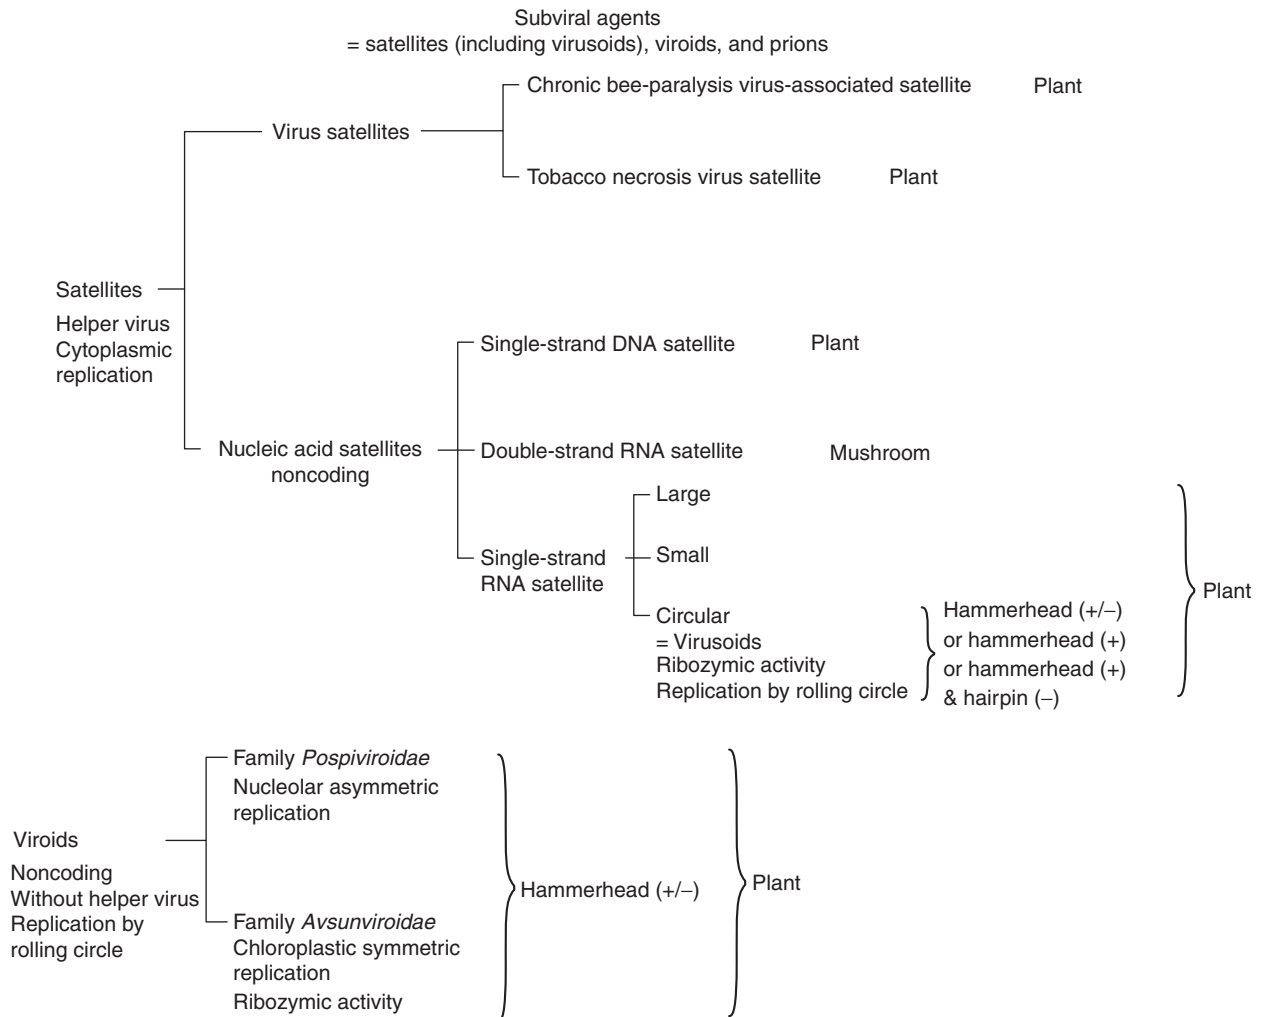 Subviral agents
= satellites (including virusoids), viroids, and prions
Chronic bee-paralysis virus-associated satellite Plant
Virus satellites
Tobacco necrosis virus satellite Plant
Satellites
Helper virus
Cytoplasmic
replication
Single-strand DNA satellite Plant
Nucleic acid satellites
noncoding
Double-strand RNA satellite Mushroom
Single-strand
RNA satellite
Large
Small
Circular
= Virusoids
Ribozymic activity
Replication by rolling circle
Hammerhead (+/−)
or hammerhead (+)
or hammerhead (+)
& hairpin (−)
Plant
Viroids
Noncoding
Without helper virus
Replication by
rolling circle
Family Pospiviroidae
Nucleolar asymmetric
replication
Family Avsunviroidae
Chloroplastic symmetric
replication
Ribozymic activity
Hammerhead (+/−)
Plant